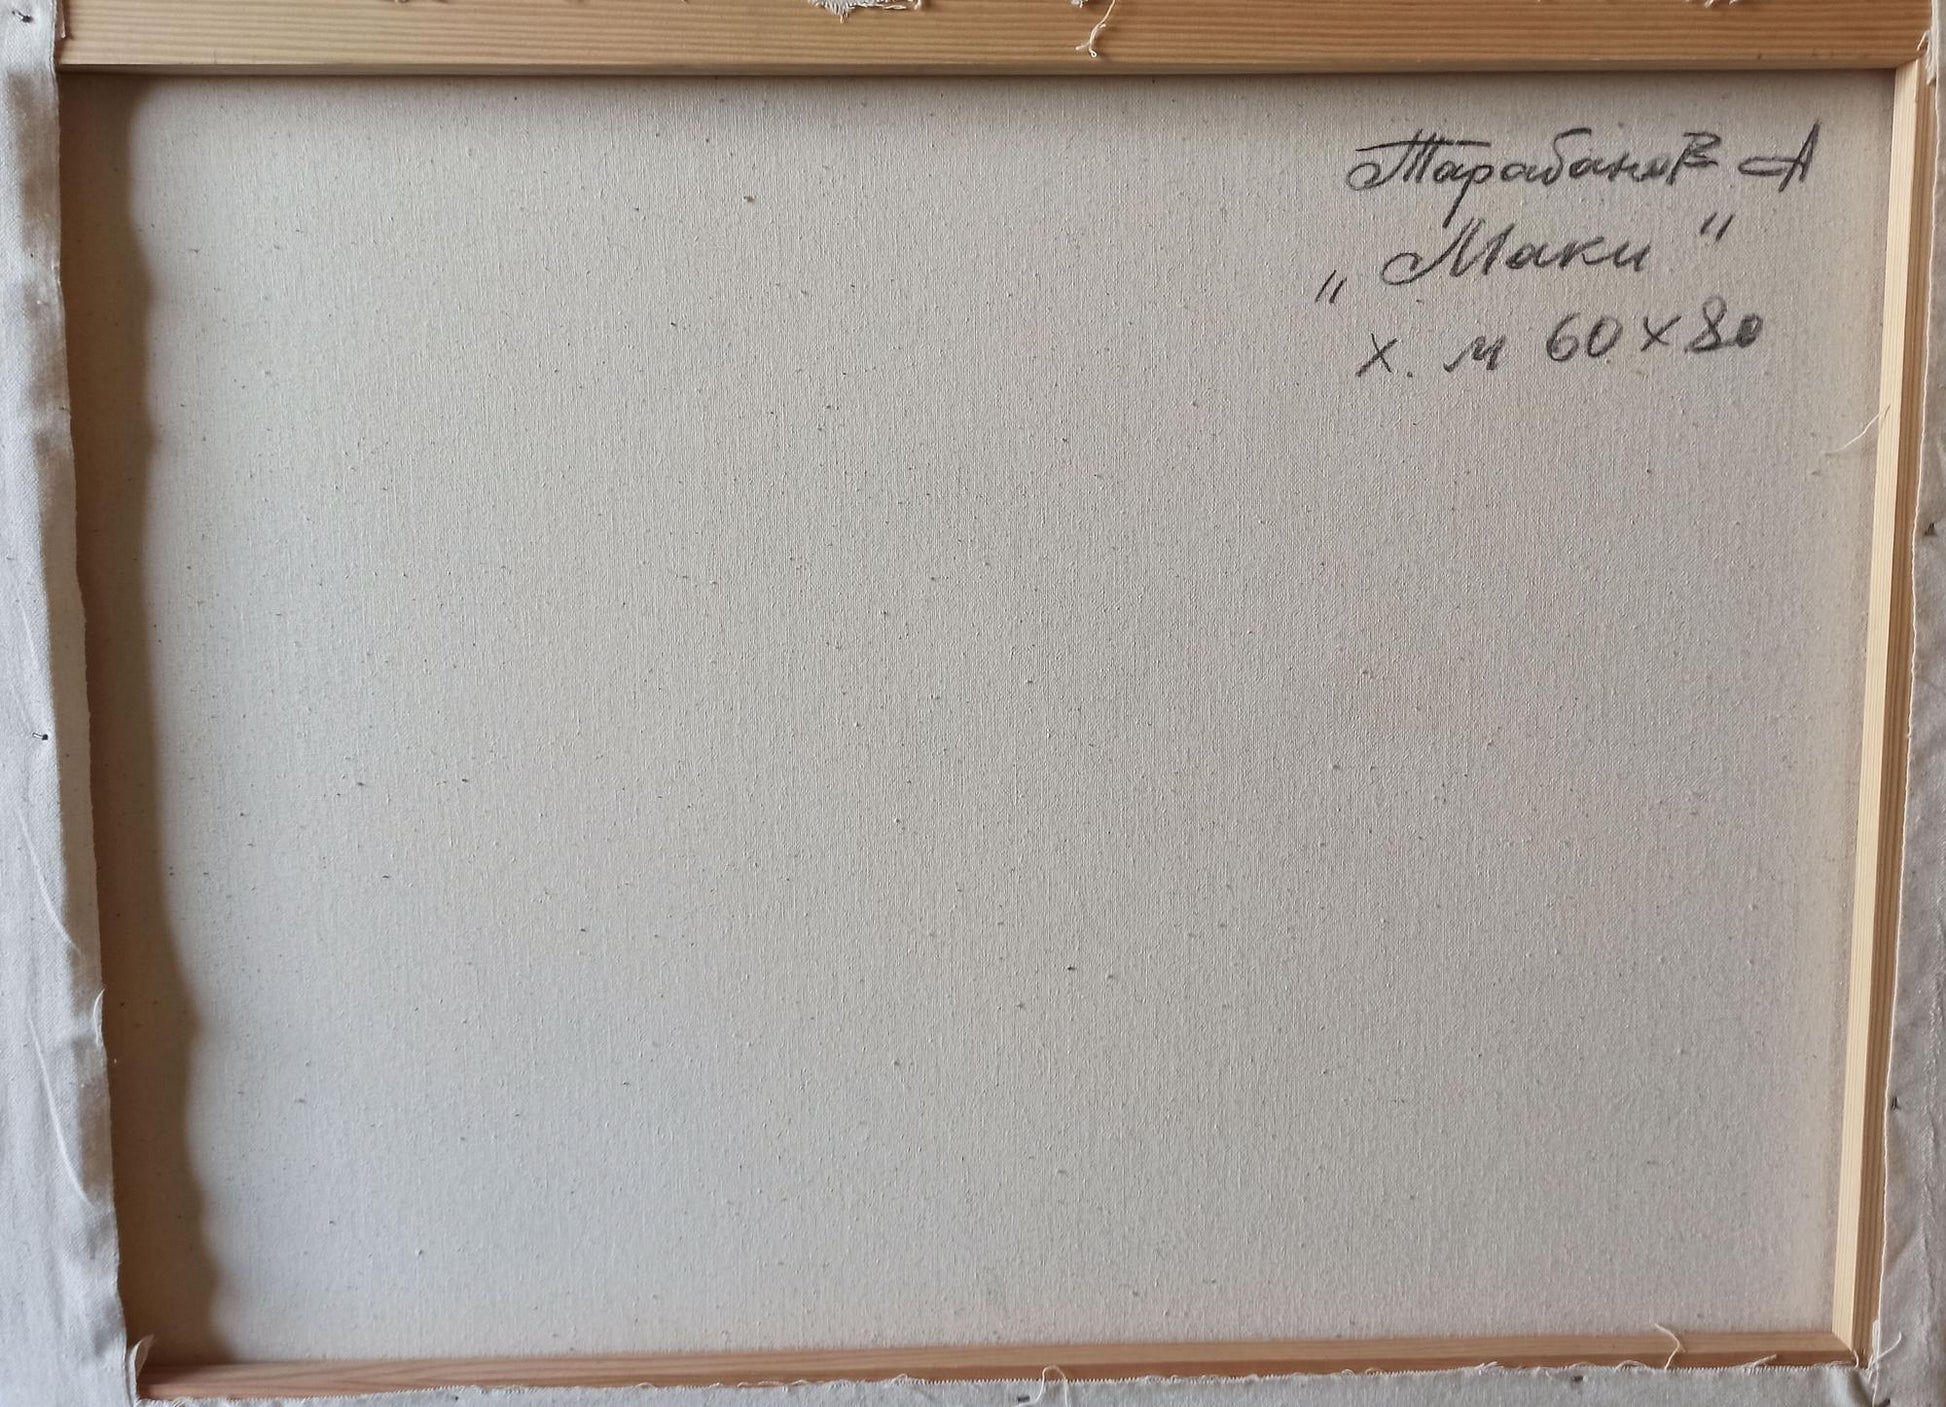 Тарабанов А
„Маки"
х. м 60 х 80